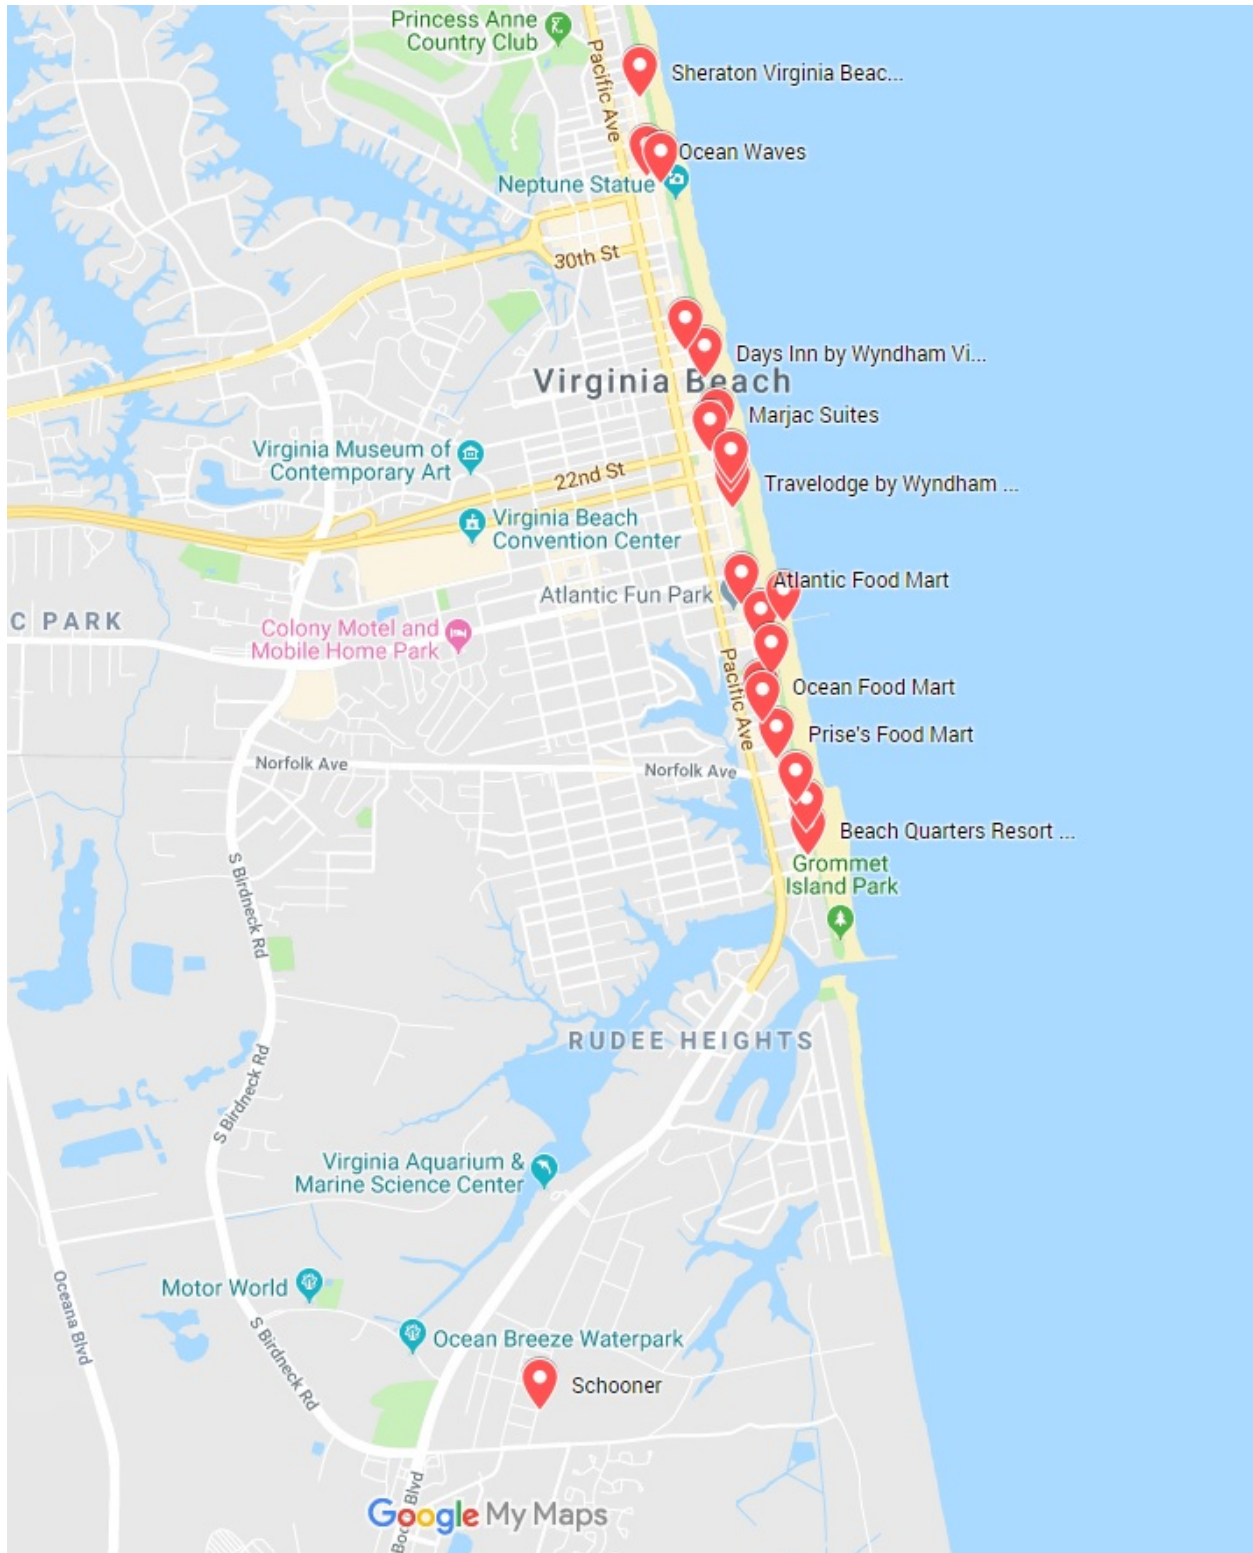 Princess Anne
Country Club
Pacific Ave
Sheraton Virginia Beac...
Ocean Waves
Neptune Statue
30th St
Days Inn by Wyndham Vi...
Virginia Beach
Marjac Suites
Virginia Museum of
Contemporary Art
22nd St
Travelodge by Wyndham ...
Virginia Beach
Convention Center
Atlantic Food Mart
Atlantic Fun Park
C PARK
Colony Motel and
Mobile Home Park
Pacific Ave
Ocean Food Mart
Prise's Food Mart
Norfolk Ave
Norfolk Ave
Beach Quarters Resort ...
Grommet
Island Park
S Birdneck Rd
RUDEE HEIGHTS
S Birdneck Rd
Virginia Aquarium &
Marine Science Center
Motor World
Oceana Blvd
S Birdneck Rd
Ocean Breeze Waterpark
Schooner
Blvd
Google My Maps